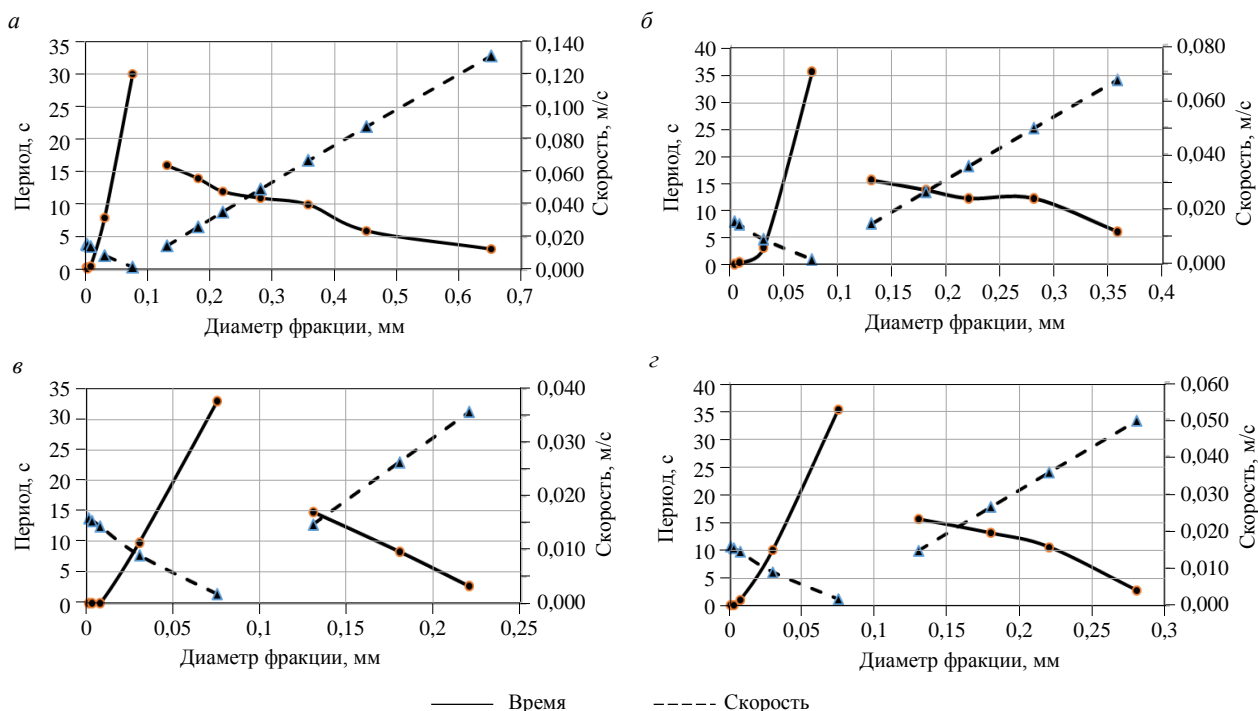 а
Период, с
35
30
25
20
15
10
5
0
0,140
0,120
0,100
0,080
0,060
0,040
0,020
0,000
Скорость, м/с
0 0,1 0,2 0,3 0,4 0,5 0,6 0,7
Диаметр фракции, мм
б
Период, с
40
35
30
25
20
15
10
5
0
0,080
0,060
0,040
0,020
0,000
Скорость, м/с
0 0,05 0,1 0,15 0,2 0,25 0,3 0,35 0,4
Диаметр фракции, мм
в
Период, с
35
30
25
20
15
10
5
0
0,040
0,030
0,020
0,010
0,000
Скорость, м/с
0 0,05 0,1 0,15 0,2 0,25
Диаметр фракции, мм
г
Период, с
40
35
30
25
20
15
10
5
0
0,060
0,050
0,040
0,030
0,020
0,010
0,000
Скорость, м/с
0 0,05 0,1 0,15 0,2 0,25 0,3
Диаметр фракции, мм
Время Скорость